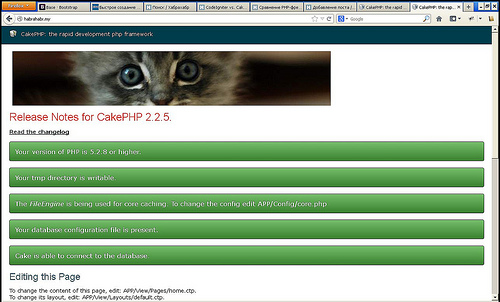 Base · Bootstrap
Быстрое создание
Поиск / Хабрахабр
CodeIgniter vs. Cak
Сравнение PHP-фре
Добавление поста /
CakePHP: the rapid
CakePHP: the rap...
habrahabr.my
Google
CakePHP: the rapid development php framework
Release Notes for CakePHP 2.2.5.
Read the changelog
Your version of PHP is 5.2.8 or higher.
Your tmp directory is writable.
The FileEngine is being used for core caching. To change the config edit APP/Config/core.php
Your database configuration file is present.
Cake is able to connect to the database.
Editing this Page
To change the content of this page, edit: APP/View/Pages/home.ctp.
To change its layout, edit: APP/View/Layouts/default.ctp.